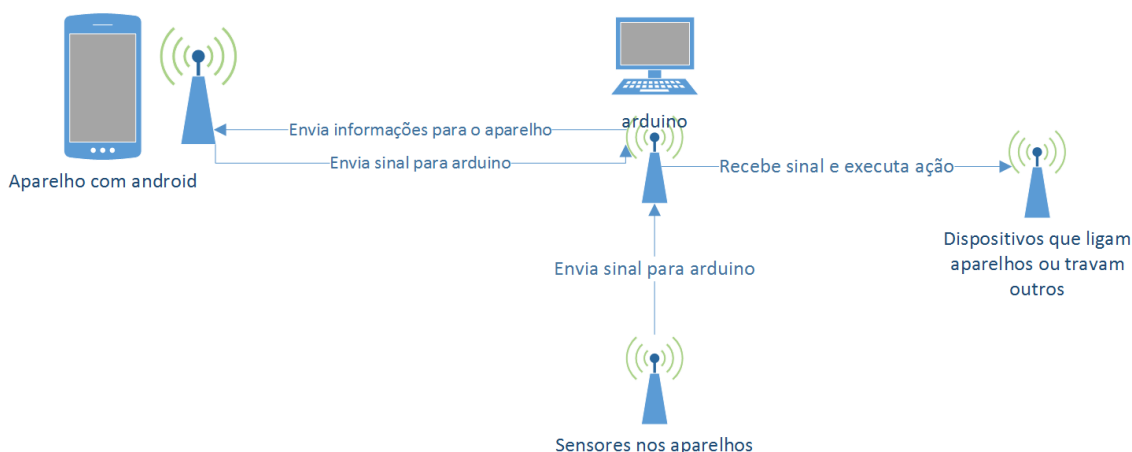 arduino
Envia informações para o aparelho
Envia sinal para arduino
Aparelho com android
Recebe sinal e executa ação
Dispositivos que ligam
aparelhos ou travam
outros
Envia sinal para arduino
Sensores nos aparelhos